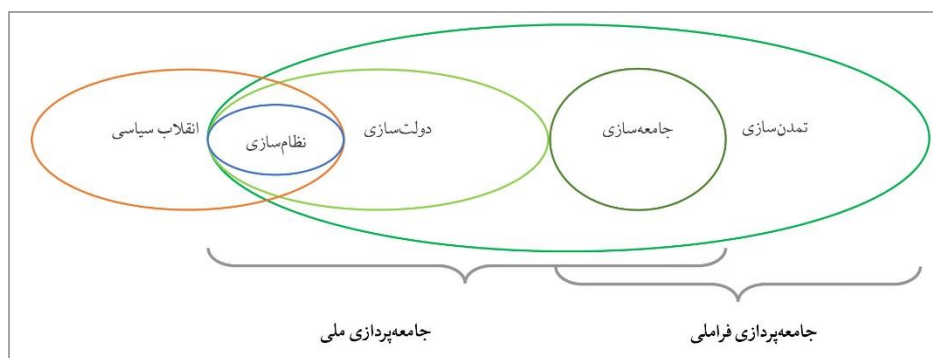 تمدن‌سازی
جامعه‌سازی
دولت‌سازی
نظام‌سازی
انقلاب سیاسی
جامعه‌پردازی فراملی
جامعه‌پردازی ملی